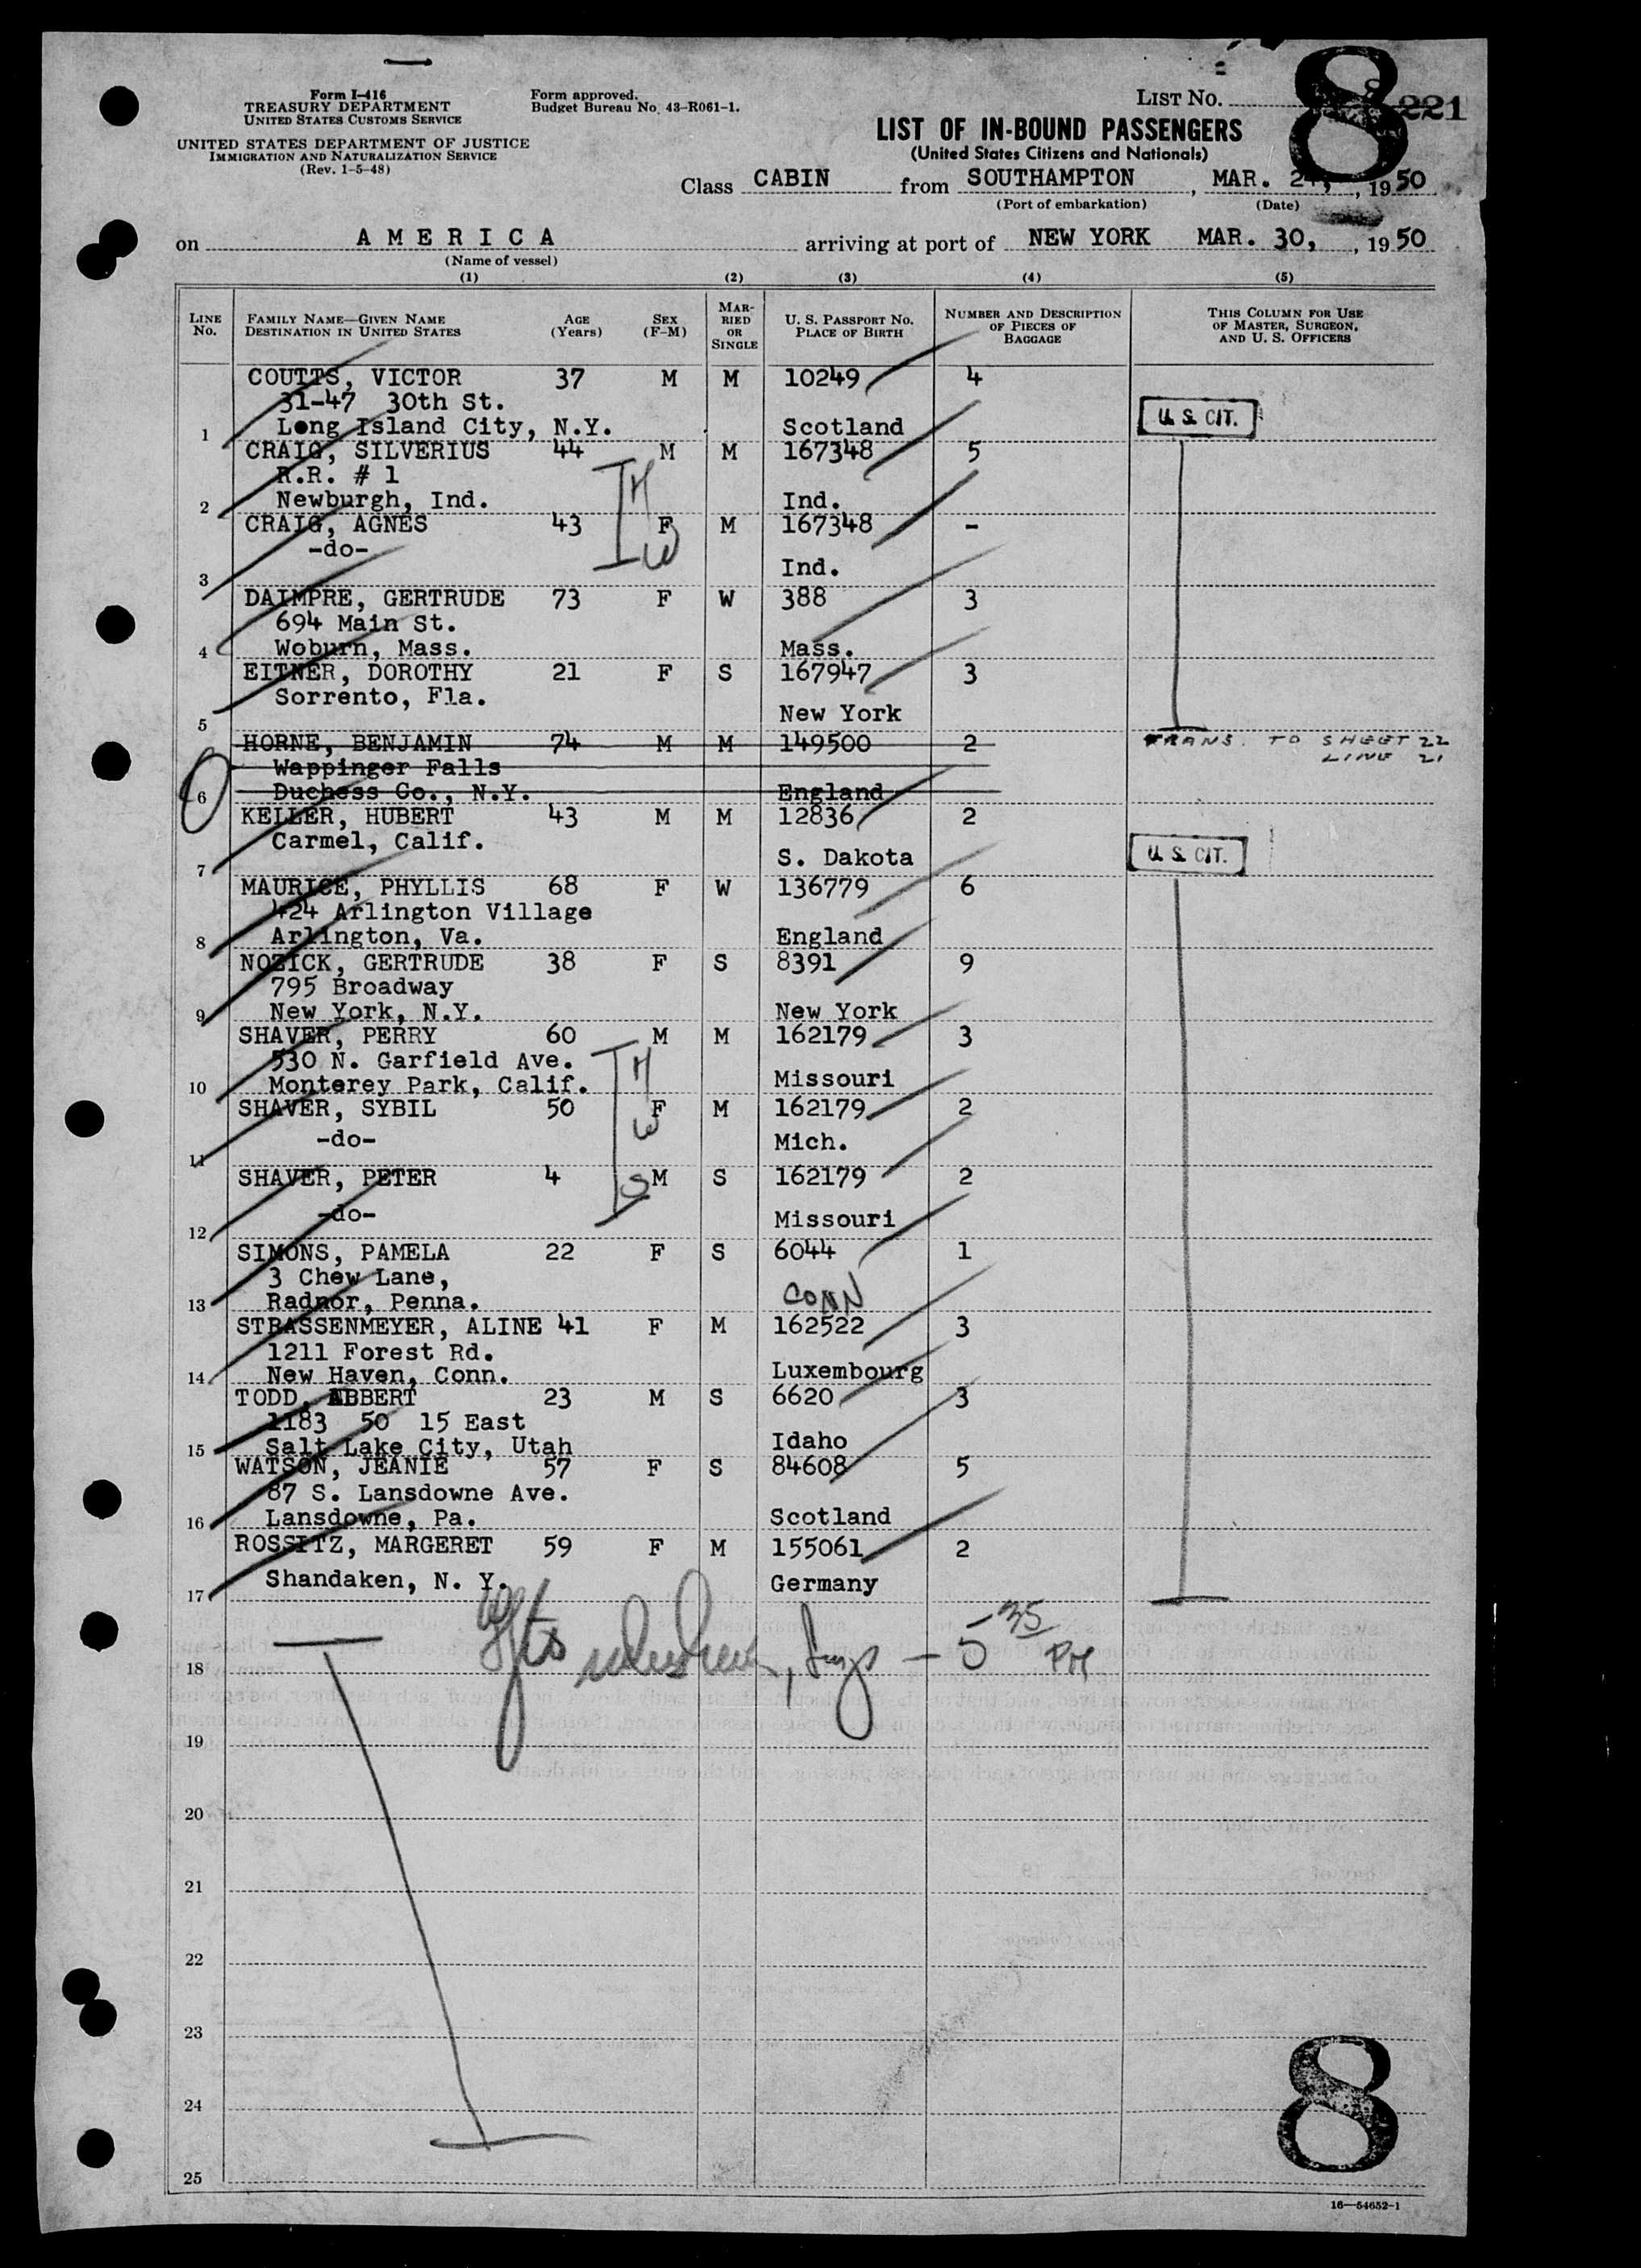 Form I-416
TREASURY DEPARTMENT
UNITED STATES CUSTOMS SERVICE
UNITED STATES DEPARTMENT OF JUSTICE
IMMIGRATION AND NATURALIZATION SERVICE
(Rev. 1-5-48)
Form approved.
Budget Bureau No. 43-R061-1.
LIST NO. 8 221
8
LIST OF IN-BOUND PASSENGERS
(United States Citizens and Nationals)
Class CABIN from SOUTHAMPTON, MAR. 24, 1950
(Port of embarkation) (Date)
on AMERICA arriving at port of NEW YORK MAR. 30, 1950
(Name of vessel)
(1) (2) (3) (4) (5)
LINE No. FAMILY NAME—GIVEN NAME DESTINATION IN UNITED STATES AGE (Years) SEX (F-M) MARRIED OR SINGLE U. S. PASSPORT NO. PLACE OF BIRTH NUMBER AND DESCRIPTION OF PIECES OF BAGGAGE THIS COLUMN FOR USE OF MASTER, SURGEON, AND U. S. OFFICERS
COUTTS, VICTOR 37 M M 10249 4
31-47 30th St.
1 Long Island City, N.Y. Scotland U. S. CIT.
CRAIG, SILVERIUS 44 M M 167348 5
R.R. # 1 H
2 Newburgh, Ind. Ind.
CRAIG, AGNES 43 F M 167348 -
-do- W
3 Ind.
DAIMPRE, GERTRUDE 73 F W 388 3
694 Main St.
4 Woburn, Mass. Mass.
EITNER, DOROTHY 21 F S 167947 3
Sorrento, Fla.
5 New York
HORNE, BENJAMIN 74 M M 149500 2 TRANS. TO SHEET 22
Wappinger Falls LINE 21
6 Duchess Co., N.Y. England
KELLER, HUBERT 43 M M 12836 2
Carmel, Calif.
7 S. Dakota U. S. CIT.
MAURICE, PHYLLIS 68 F W 136779 6
424 Arlington Village
8 Arlington, Va. England
NOZICK, GERTRUDE 38 F S 8391 9
795 Broadway
9 New York, N.Y. New York
SHAVER, PERRY 60 M M 162179 3
530 N. Garfield Ave. H
10 Monterey Park, Calif. Missouri
SHAVER, SYBIL 50 F M 162179 2
-do- W Mich.
11
SHAVER, PETER 4 S M S 162179 2
-do-
12 Missouri
SIMONS, PAMELA 22 F S 6044 1
3 Chew Lane,
13 Radnor, Penna. CONN
STRASSENMEYER, ALINE 41 F M 162522 3
1211 Forest Rd.
14 New Haven, Conn. Luxembourg
TODD, ALBERT 23 M S 6620 3
1183 50 15 East
15 Salt Lake City, Utah Idaho
WATSON, JEANIE 57 F S 84608 5
87 S. Lansdowne Ave.
16 Lansdowne, Pa. Scotland
ROSSITZ, MARGERET 59 F M 155061 2
17 Shandaken, N. Y. Germany
18 - 5 35 PM
19
20
21
22
23
24
25
8
16—54652-1